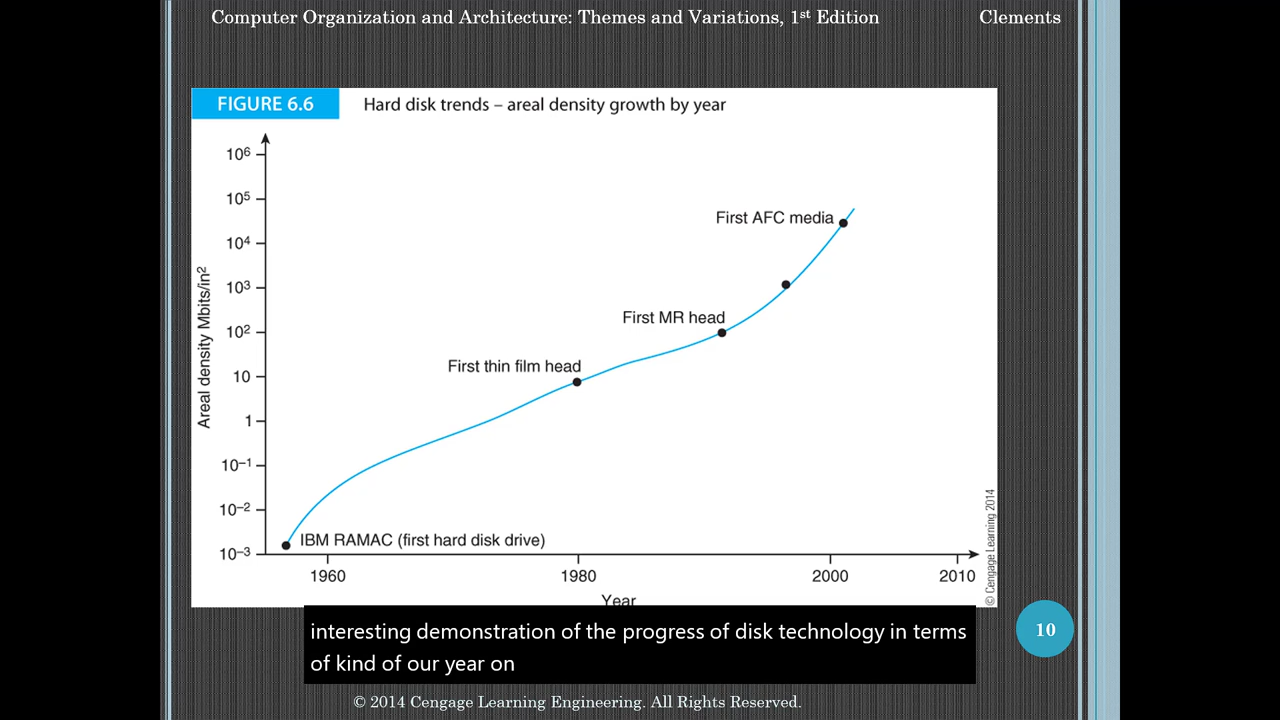 Computer Organization and Architecture: Themes and Variations, 1st Edition Clements
FIGURE 6.6 Hard disk trends – areal density growth by year
10⁶
10⁵
10⁴
10³
10²
10
1
10⁻¹
10⁻²
10⁻³
Areal density Mbits/in²
First AFC media
First MR head
First thin film head
IBM RAMAC (first hard disk drive)
1960 1980 2000 2010
Year
© Cengage Learning 2014
interesting demonstration of the progress of disk technology in terms
of kind of our year on
10
© 2014 Cengage Learning Engineering. All Rights Reserved.